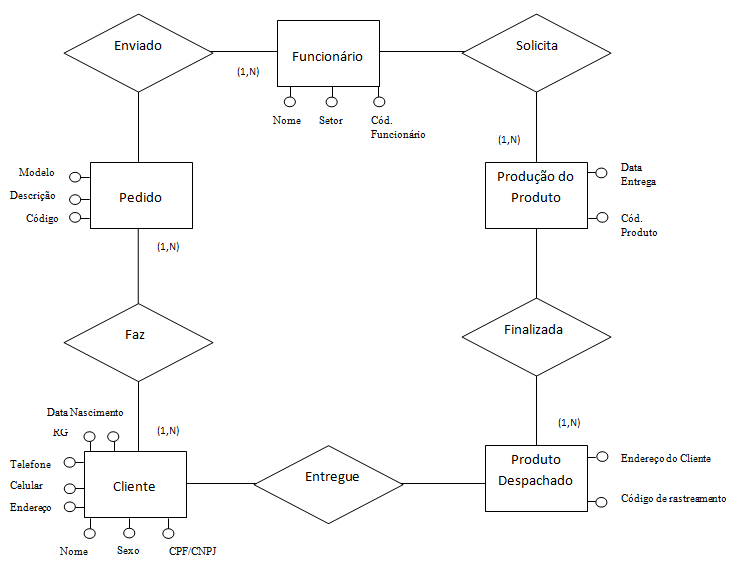 Enviado
Funcionário
Solicita
(1,N)
Nome
Setor
Cód.
Funcionário
(1,N)
Modelo
Descrição
Código
Pedido
Produção do
Produto
Data
Entrega
Cód.
Produto
(1,N)
Faz
Finalizada
Data Nascimento
RG
(1,N)
(1,N)
Telefone
Celular
Endereço
Cliente
Entregue
Produto
Despachado
Endereço do Cliente
Código de rastreamento
Nome
Sexo
CPF/CNPJ